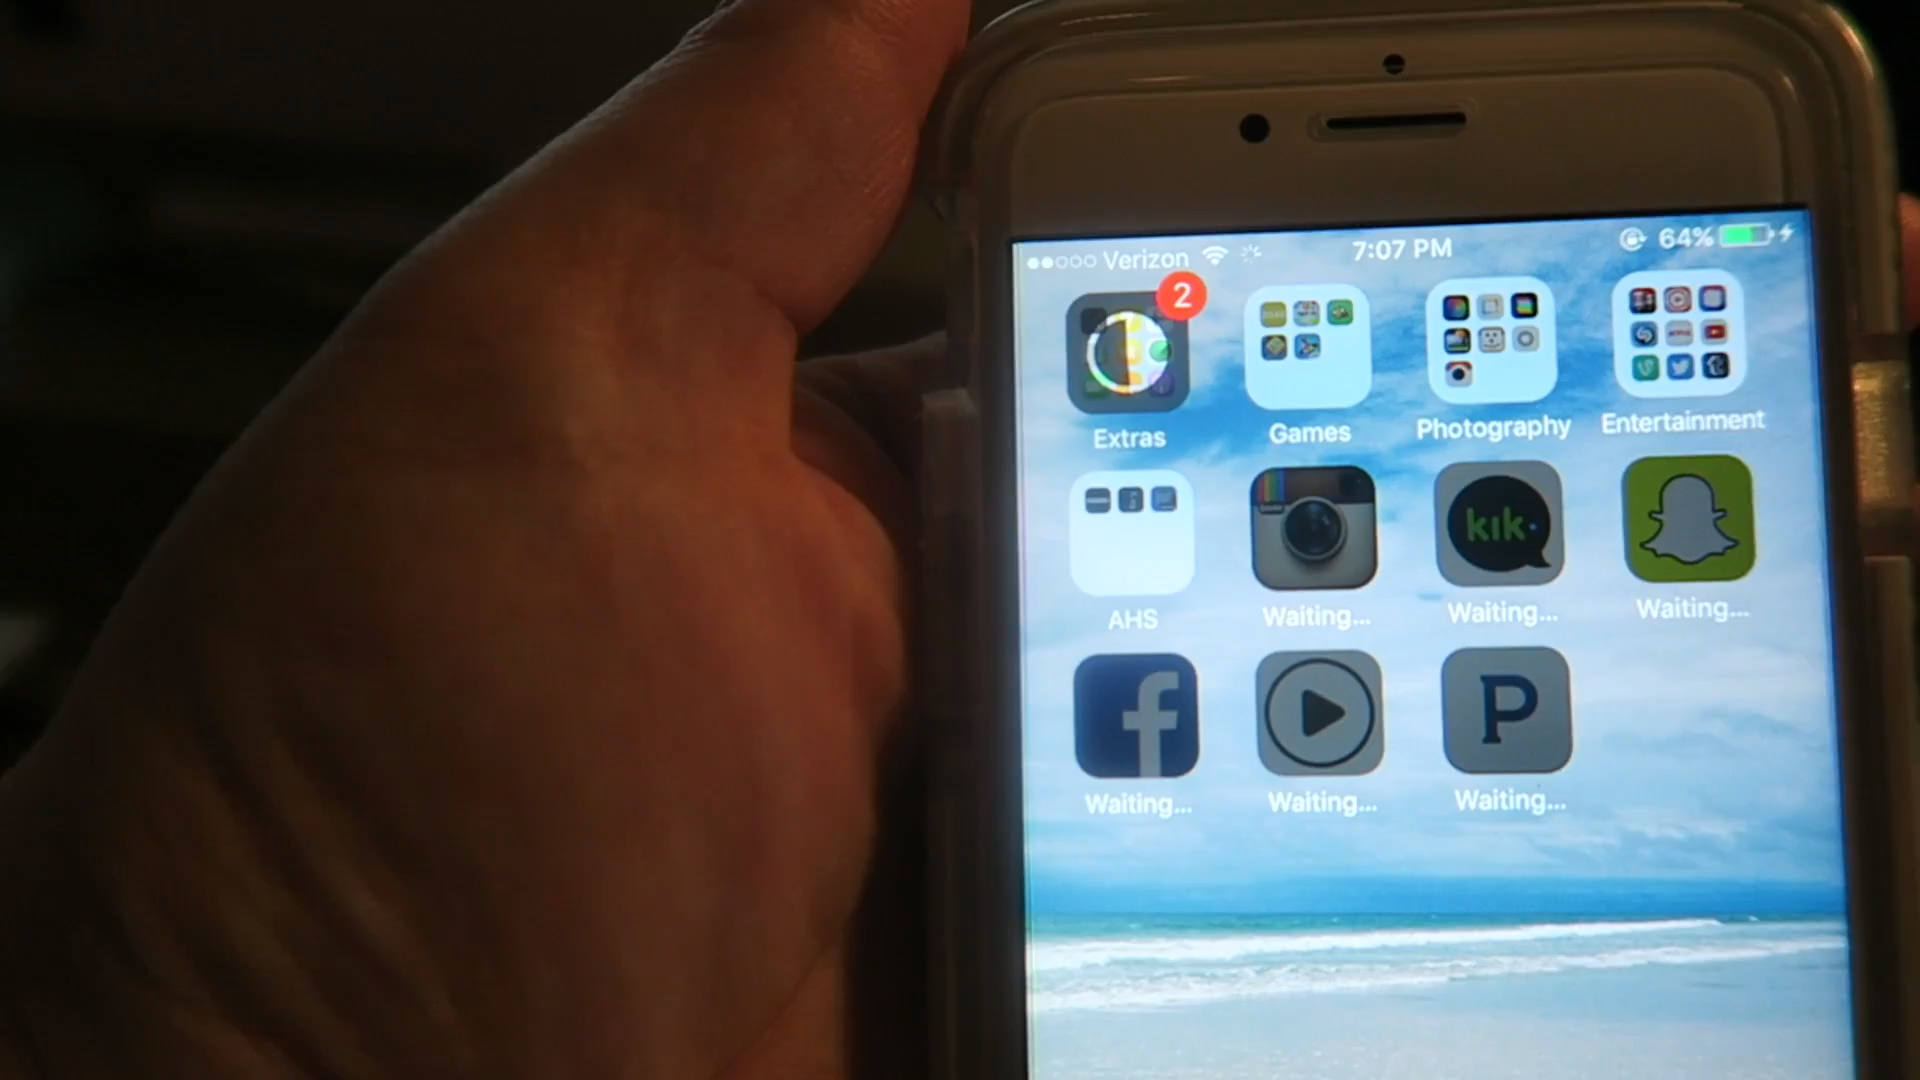 Verizon 7:07 PM 64%
2
Extras Games Photography Entertainment
kik
AHS Waiting... Waiting... Waiting...
f P
Waiting... Waiting... Waiting...